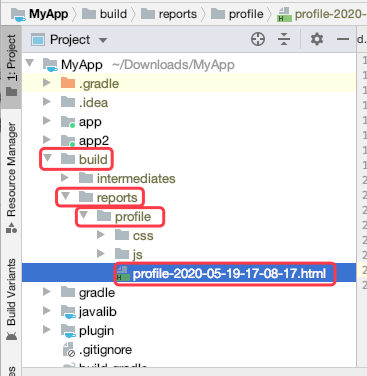 MyApp build reports profile profile-2020-
Project
MyApp ~/Downloads/MyApp
.gradle
.idea
app
app2
build
intermediates
reports
profile
css
js
profile-2020-05-19-17-08-17.html
gradle
javalib
plugin
.gitignore
build.gradle
1: Project
Resource Manager
Build Variants
d.